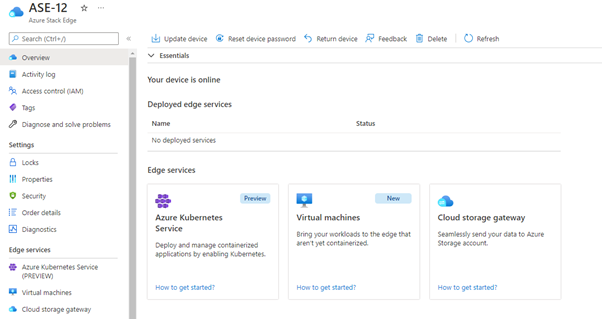 ASE-12
Azure Stack Edge
Search (Ctrl+/)
Overview
Activity log
Access control (IAM)
Tags
Diagnose and solve problems
Settings
Locks
Properties
Security
Order details
Diagnostics
Edge services
Azure Kubernetes Service
(PREVIEW)
Virtual machines
Cloud storage gateway
Update device
Reset device password
Return device
Feedback
Delete
Refresh
Essentials
Your device is online
Deployed edge services
Name Status
No deployed services
Edge services
Preview
Azure Kubernetes
Service
Deploy and manage containerized
applications by enabling Kubernetes.
How to get started?
New
Virtual machines
Bring your workloads to the edge that
aren't yet containerized.
How to get started?
Cloud storage gateway
Seamlessly send your data to Azure
Storage account.
How to get started?